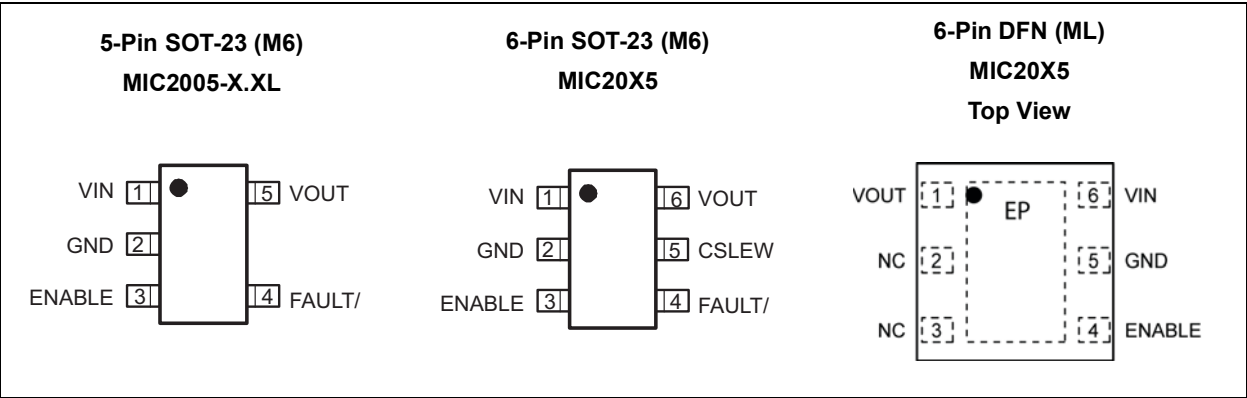 5-Pin SOT-23 (M6)
MIC2005-X.XL
VIN 1 5 VOUT
GND 2
ENABLE 3 4 FAULT/
6-Pin SOT-23 (M6)
MIC20X5
VIN 1 6 VOUT
GND 2 5 CSLEW
ENABLE 3 4 FAULT/
6-Pin DFN (ML)
MIC20X5
Top View
VOUT 1 EP 6 VIN
NC 2 5 GND
NC 3 4 ENABLE